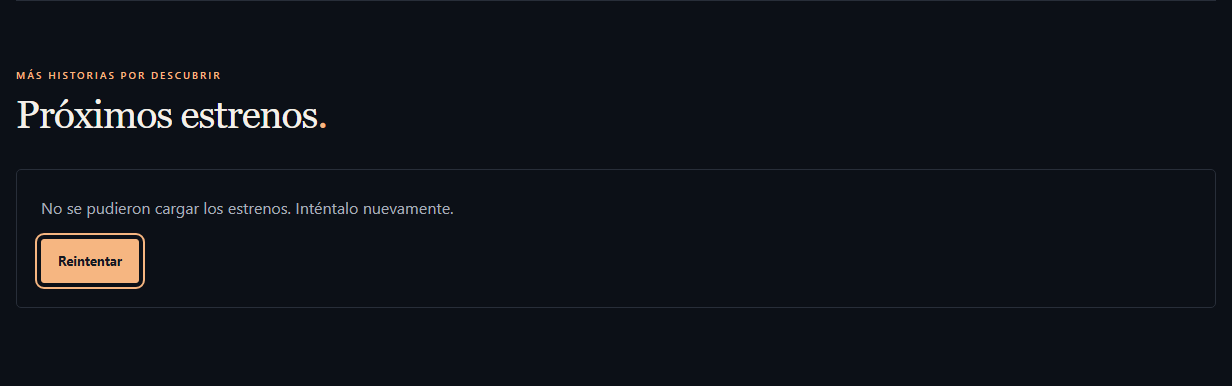 MÁS HISTORIAS POR DESCUBRIR
Próximos estrenos.
No se pudieron cargar los estrenos. Inténtalo nuevamente.
Reintentar